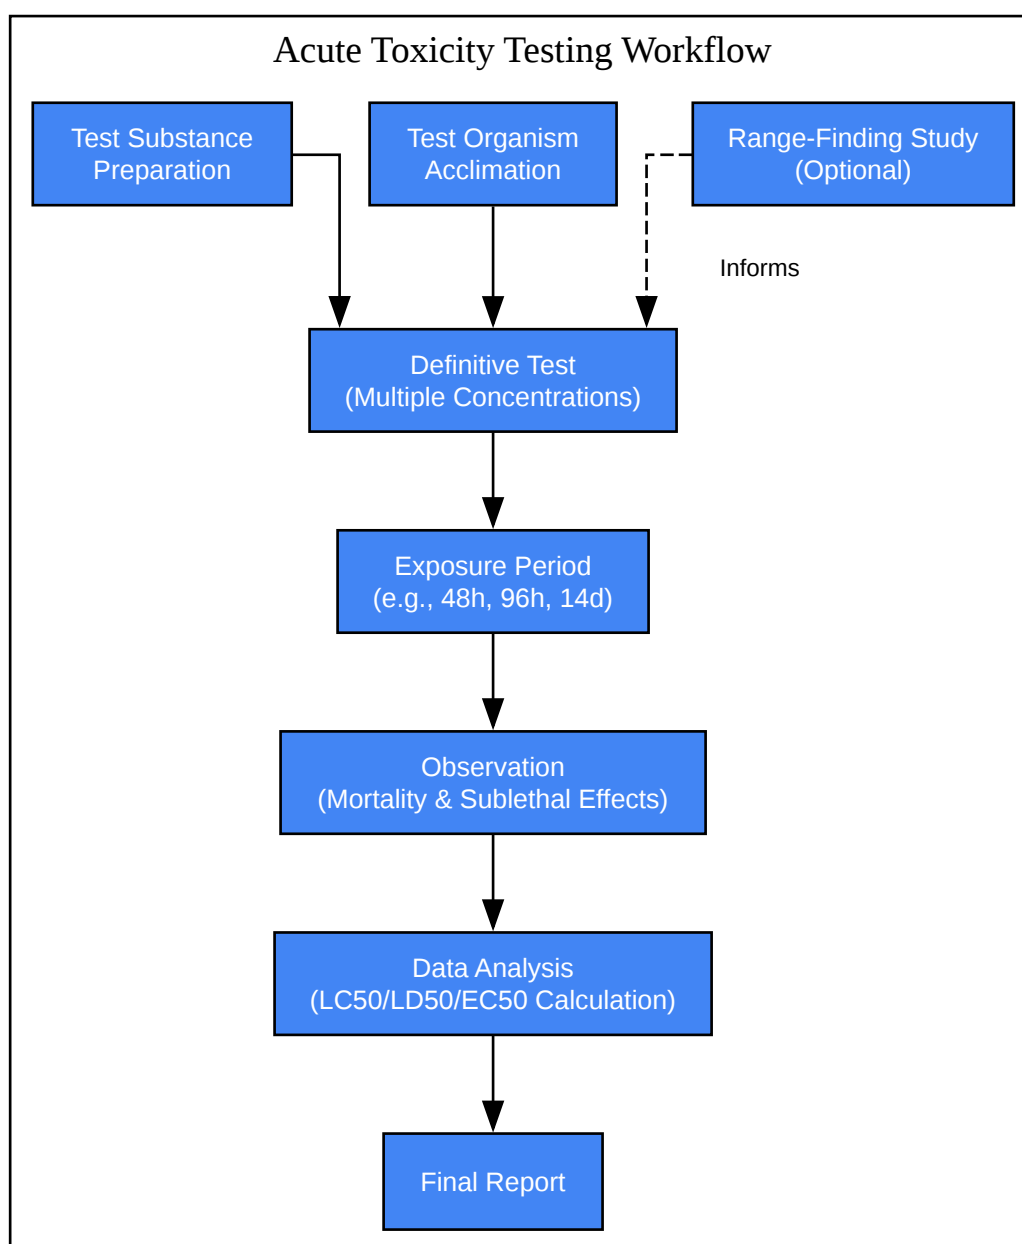 Acute Toxicity Testing Workflow
Test Substance
Preparation
Test Organism
Acclimation
Range-Finding Study
(Optional)
Informs
Definitive Test
(Multiple Concentrations)
Exposure Period
(e.g., 48h, 96h, 14d)
Observation
(Mortality & Sublethal Effects)
Data Analysis
(LC50/LD50/EC50 Calculation)
Final Report